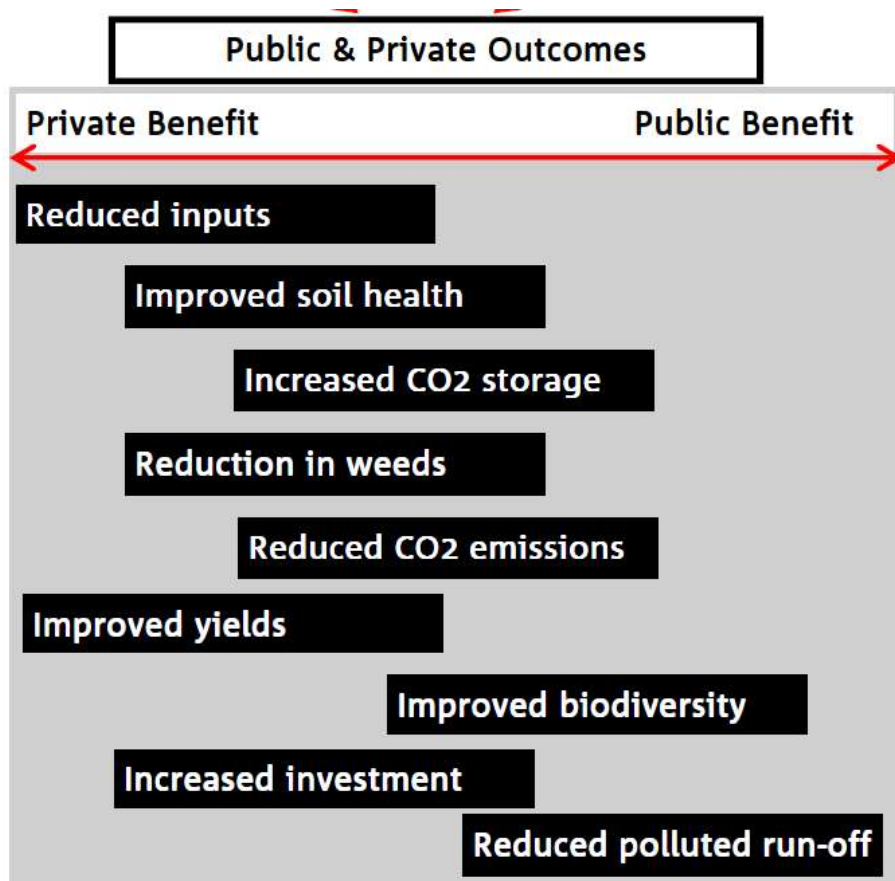 Public & Private Outcomes
Private Benefit Public Benefit
Reduced inputs
Improved soil health
Increased CO2 storage
Reduction in weeds
Reduced CO2 emissions
Improved yields
Improved biodiversity
Increased investment
Reduced polluted run-off